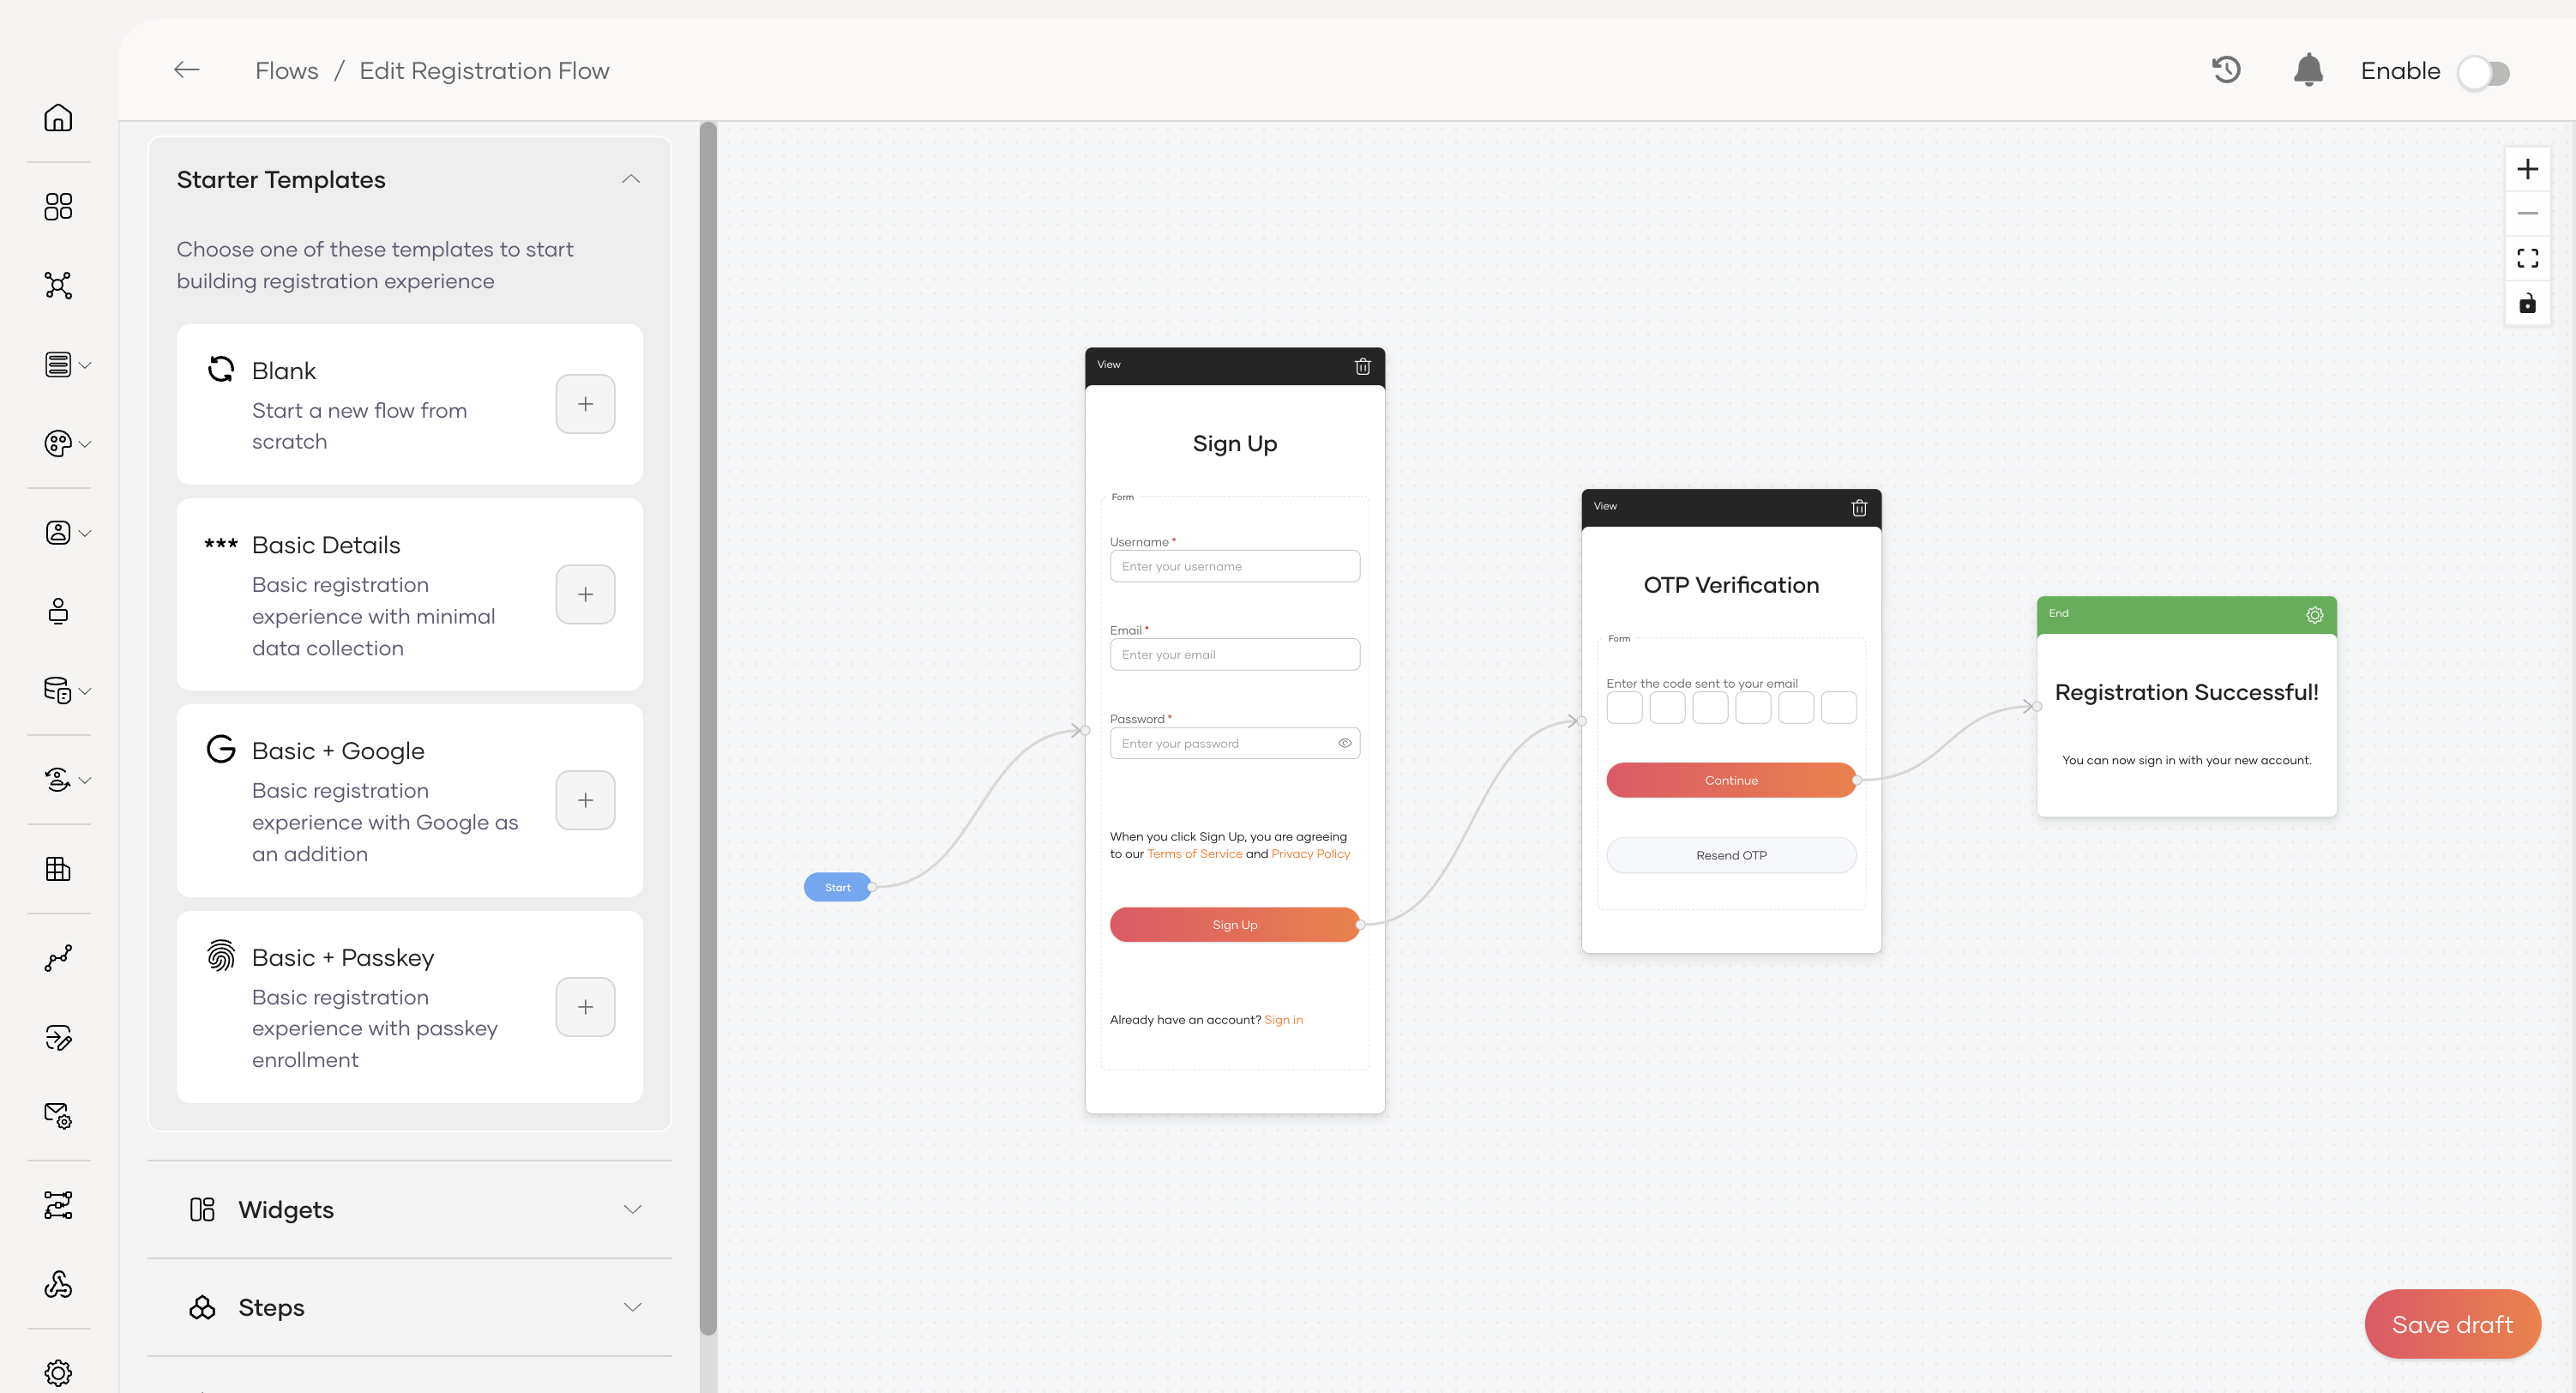 Flows / Edit Registration Flow
Enable
Starter Templates
Choose one of these templates to start
building registration experience
Blank
Start a new flow from
scratch
*** Basic Details
Basic registration
experience with minimal
data collection
Basic + Google
Basic registration
experience with Google as
an addition
Basic + Passkey
Basic registration
experience with passkey
enrollment
Widgets
Steps
Start
View
Sign Up
Form
Username *
Enter your username
Email *
Enter your email
Password *
Enter your password
When you click Sign Up, you are agreeing
to our Terms of Service and Privacy Policy
Sign Up
Already have an account? Sign in
View
OTP Verification
Form
Enter the code sent to your email
Continue
Resend OTP
End
Registration Successful!
You can now sign in with your new account.
Save draft